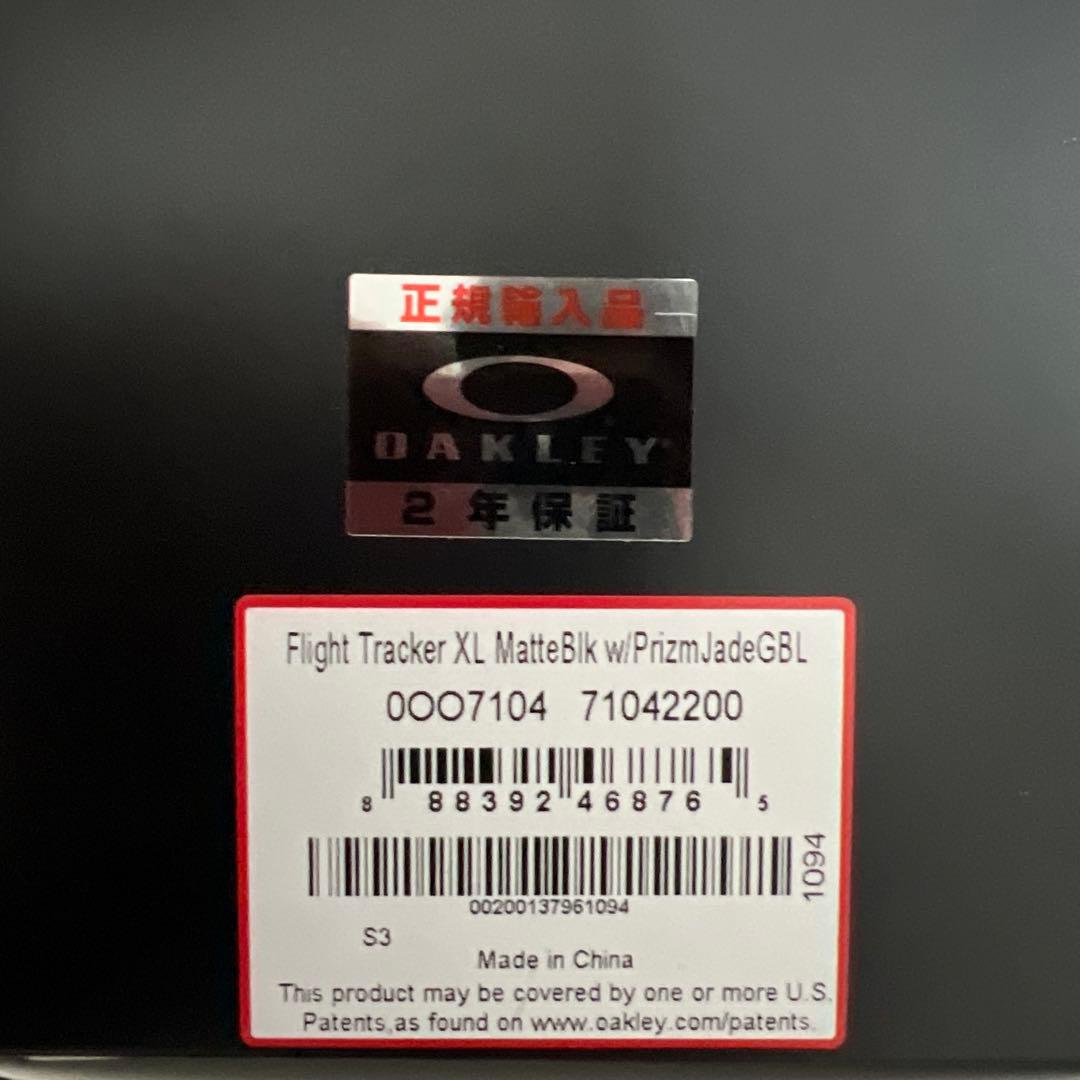 正規輸入品
OAKLEY
2年保証
Flight Tracker XL MatteBlk w/PrizmJadeGBL
0OO7104 71042200
8 88392 46876 5
00200137961094
1094
S3
Made in China
This product may be covered by one or more U.S.
Patents,as found on www.oakley.com/patents.